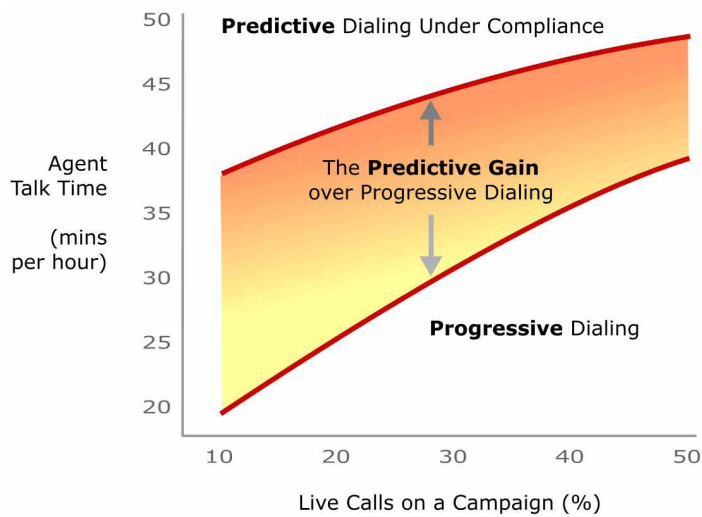 50
Predictive Dialing Under Compliance
45
40
Agent
Talk Time
(mins
per hour)
The Predictive Gain
over Progressive Dialing
35
30
Progressive Dialing
25
20
10 20 30 40 50
Live Calls on a Campaign (%)